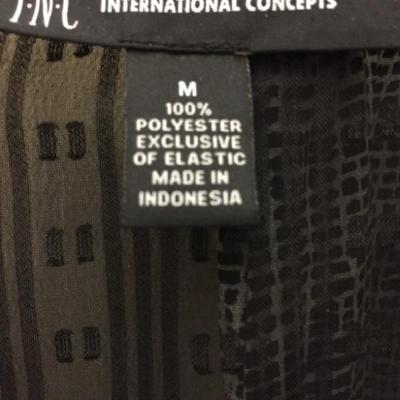 I·N·C INTERNATIONAL CONCEPTS
M
100%
POLYESTER
EXCLUSIVE
OF ELASTIC
MADE IN
INDONESIA